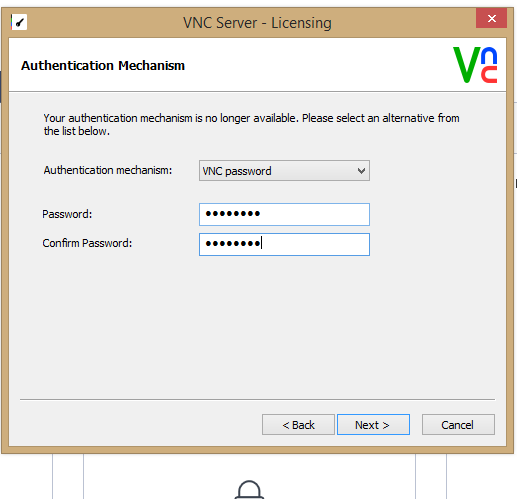 VNC Server - Licensing
Authentication Mechanism
Vnc
Your authentication mechanism is no longer available. Please select an alternative from
the list below.
Authentication mechanism: VNC password
Password: ••••••••
Confirm Password: ••••••••
< Back Next > Cancel